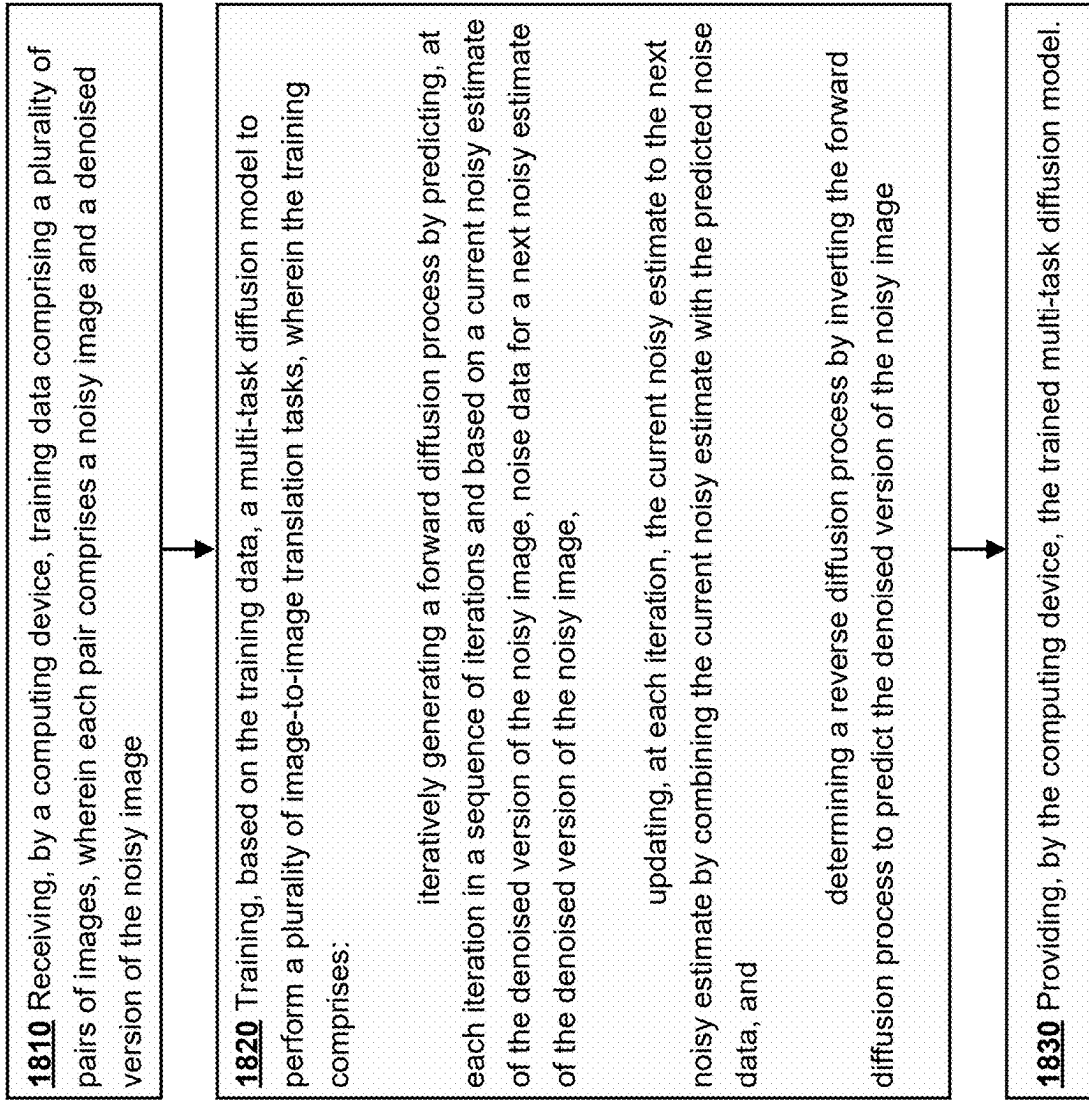 1810 Receiving, by a computing device, training data comprising a plurality of
pairs of images, wherein each pair comprises a noisy image and a denoised
version of the noisy image
1820 Training, based on the training data, a multi-task diffusion model to
perform a plurality of image-to-image translation tasks, wherein the training
comprises:
iteratively generating a forward diffusion process by predicting, at
each iteration in a sequence of iterations and based on a current noisy estimate
of the denoised version of the noisy image, noise data for a next noisy estimate
of the denoised version of the noisy image,
updating, at each iteration, the current noisy estimate to the next
noisy estimate by combining the current noisy estimate with the predicted noise
data, and
determining a reverse diffusion process by inverting the forward
diffusion process to predict the denoised version of the noisy image
1830 Providing, by the computing device, the trained multi-task diffusion model.